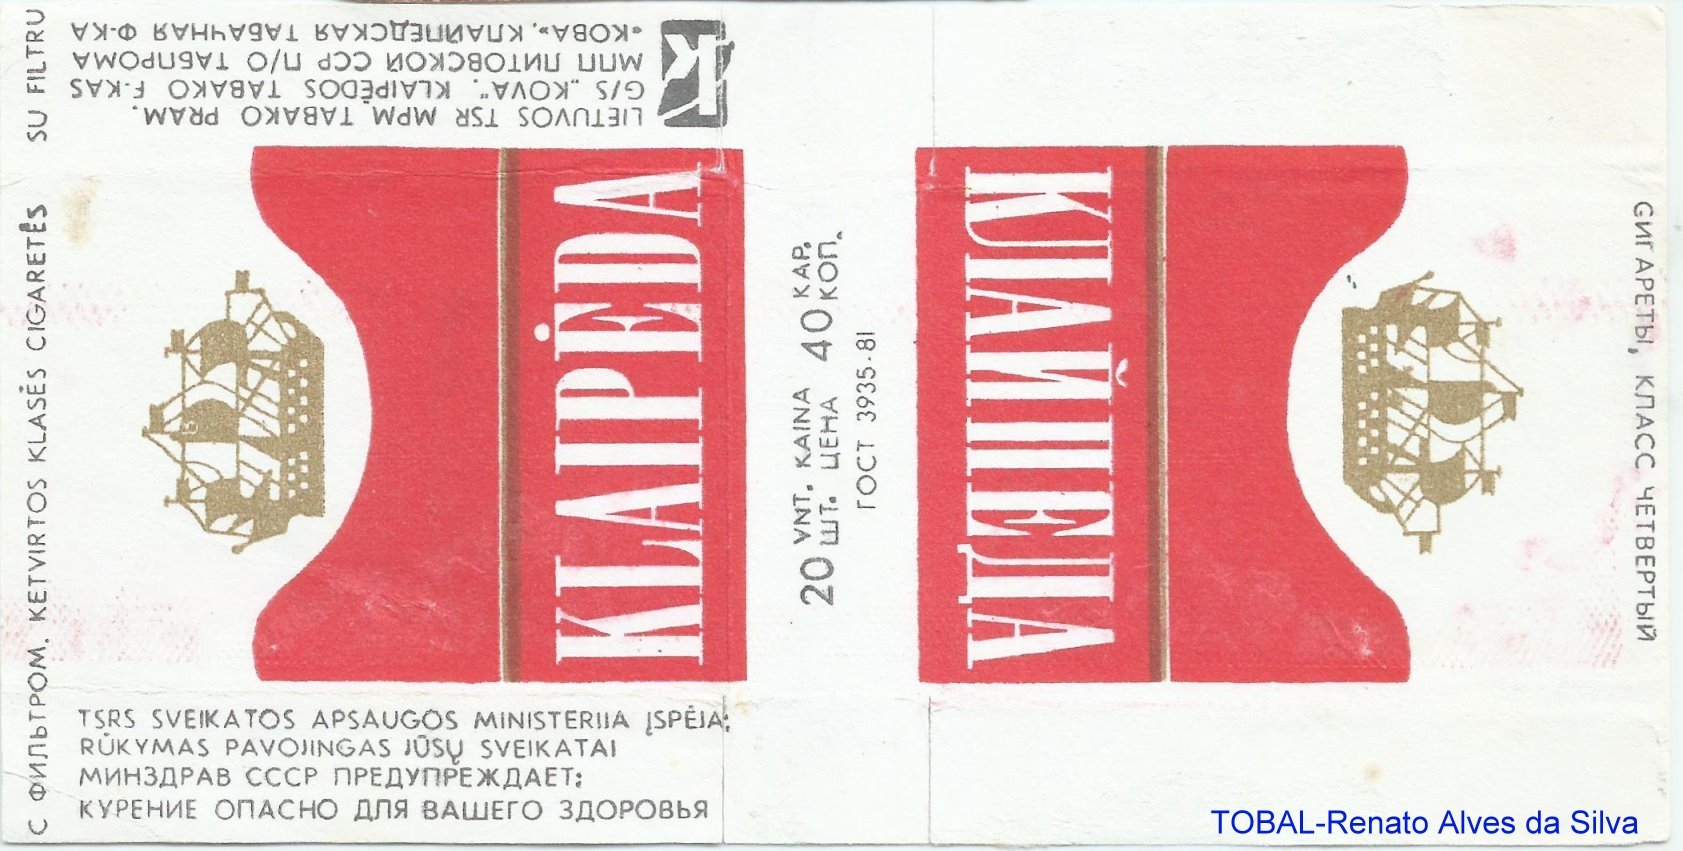 LIETUVOS TSR MPM TABAKO PRAM.
G/S „KOVA”. KLAIPĖDOS TABAKO F-KAS
МПП ЛИТОВСКОЙ ССР П/О ТАБПРОМА
«КОВА». КЛАЙПЕДСКАЯ ТАБАЧНАЯ Ф-КА
K
С ФИЛЬТРОМ. KETVIRTOS KLASĖS CIGARETĖS SU FILTRU
KLAIPĖDA
20 VNT. KAINA 40 KAP.
ШТ. ЦЕНА КОП.
ГОСТ 3935-81
КЛАЙПЕДА
GИГАРЕТЫ, КЛАСС ЧЕТВЕРТЫЙ
TSRS SVEIKATOS APSAUGOS MINISTERIJA ĮSPĖJA:
RŪKYMAS PAVOJINGAS JŪSŲ SVEIKATAI
МИНЗДРАВ СССР ПРЕДУПРЕЖДАЕТ:
КУРЕНИЕ ОПАСНО ДЛЯ ВАШЕГО ЗДОРОВЬЯ
TOBAL-Renato Alves da Silva